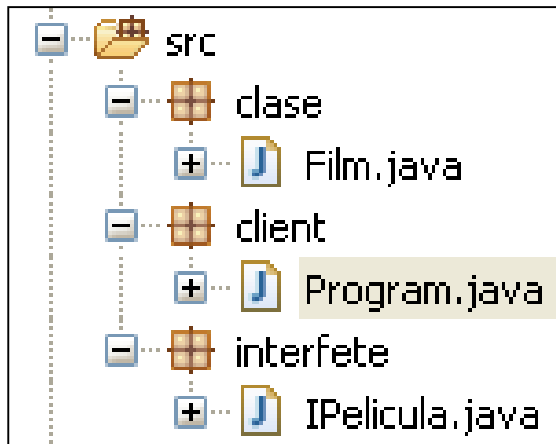 src
clase
Film.java
client
Program.java
interfete
IPelicula.java